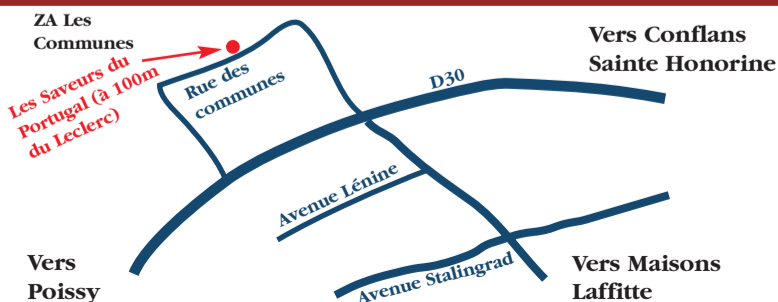 ZA Les
Communes
Les Saveurs du
Portugal (à 100m
du Leclerc)
Rue des
communes
D30
Vers Conflans
Sainte Honorine
Avenue Lénine
Vers
Poissy
Avenue Stalingrad
Vers Maisons
Laffitte